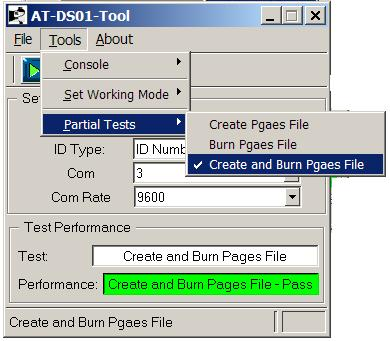 AT-DS01-Tool
File Tools About
Console
Set Working Mode
Partial Tests
Create Pgaes File
Burn Pgaes File
Create and Burn Pgaes File
Se
ID Type: ID Numb
Com 3
Com Rate 9600
Test Performance
Test: Create and Burn Pages File
Performance: Create and Burn Pages File - Pass
Create and Burn Pgaes File